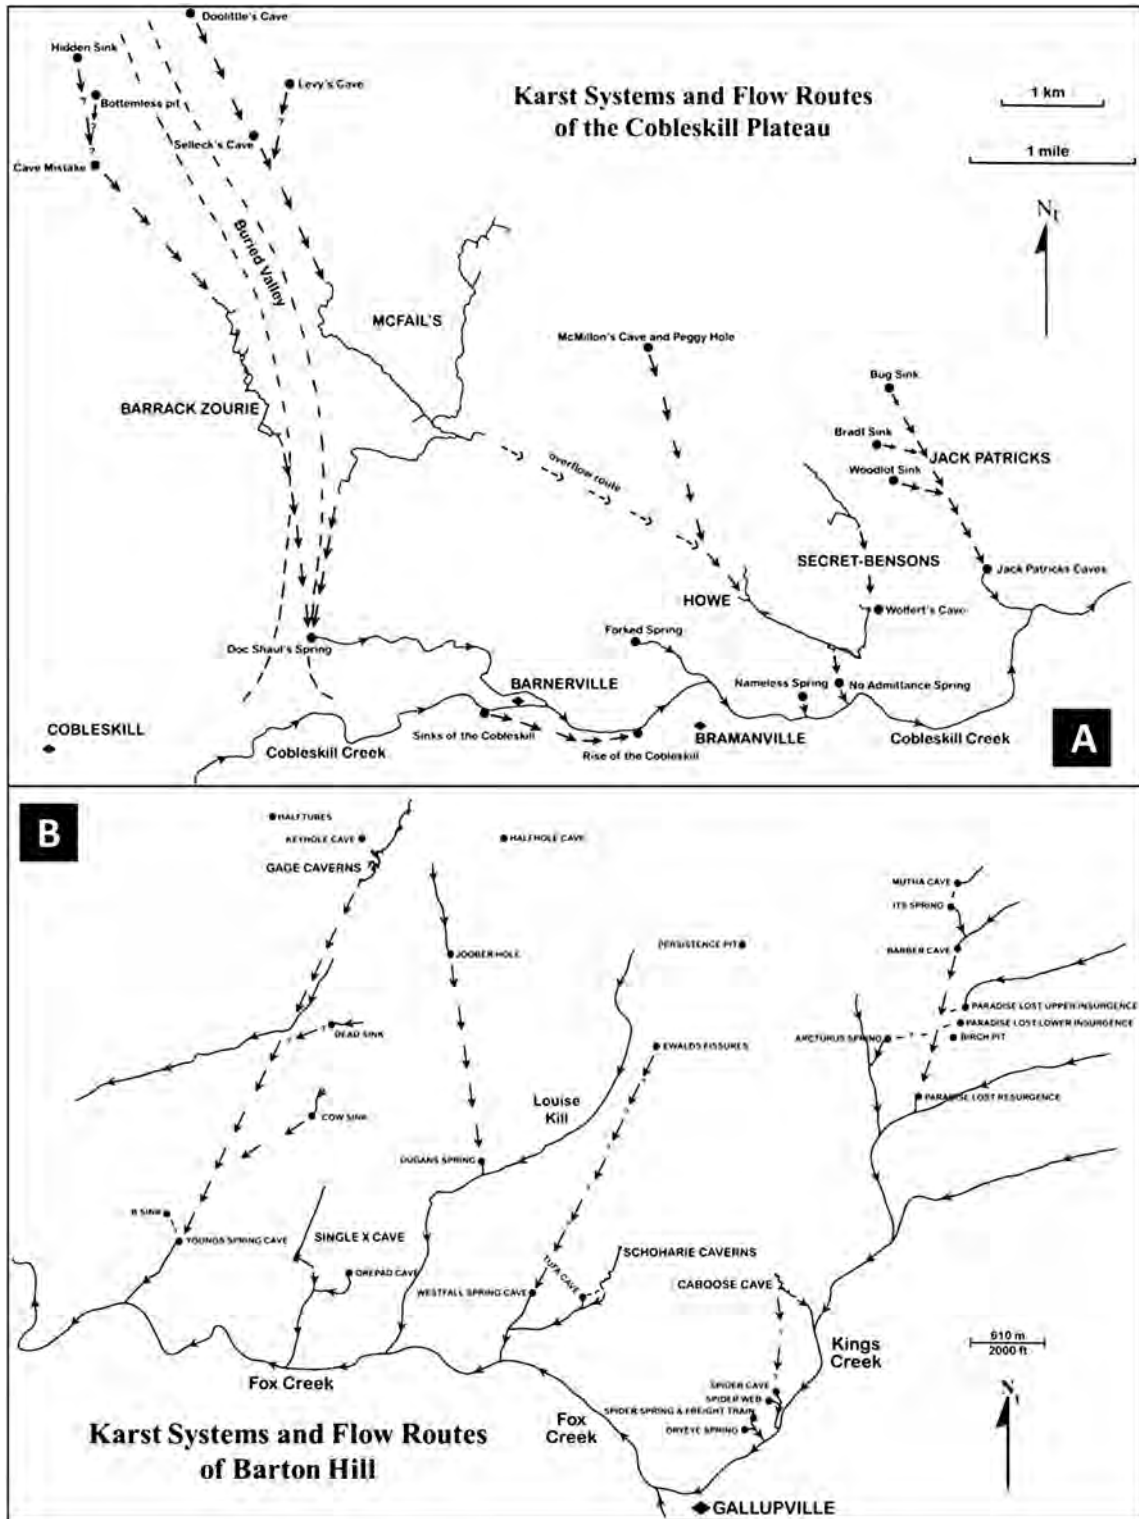 Doolittle's Cave
Hidden Sink
Levy's Cave
Bottemless pit
Karst Systems and Flow Routes
of the Cobleskill Plateau
1 km
1 mile
Selleck's Cave
Cave Mistake
Nt
Buried Valley
MCFAIL'S
McMillon's Cave and Peggy Hole
Bug Sink
BARRACK ZOURIE
Bradl Sink
JACK PATRICKS
Woodlot Sink
overflow route
SECRET-BENSONS
Jack Patricks Caves
HOWE
Wolfert's Cave
Forked Spring
Doc Shaul's Spring
BARNERVILLE
Nameless Spring
No Admittance Spring
COBLESKILL
Cobleskill Creek
Sinks of the Cobleskill
Rise of the Cobleskill
BRAMANVILLE
Cobleskill Creek
A
B
HALFTUBES
KEYHOLE CAVE
HALFHOLE CAVE
GAGE CAVERNS
MUTHA CAVE
ITS SPRING
JOOBER HOLE
PERSISTENCE PIT
BARBER CAVE
PARADISE LOST UPPER INSURGENCE
PARADISE LOST LOWER INSURGENCE
DEAD SINK
EWALDS FISSURES
ARCTURUS SPRING
BIRCH PIT
Louise
Kill
PARADISE LOST RESURGENCE
COW SINK
DUGANS SPRING
B SINK
YOUNGS SPRING CAVE
SINGLE X CAVE
OREPAD CAVE
WESTFALL SPRING CAVE
TUFA CAVE
SCHOHARIE CAVERNS
CABOOSE CAVE
Kings
Creek
610 m
2000 ft
Fox Creek
SPIDER CAVE
SPIDER WEB
SPIDER SPRING & FREIGHT TRAIN
DRYEYE SPRING
Fox
Creek
Nt
Karst Systems and Flow Routes
of Barton Hill
GALLUPVILLE